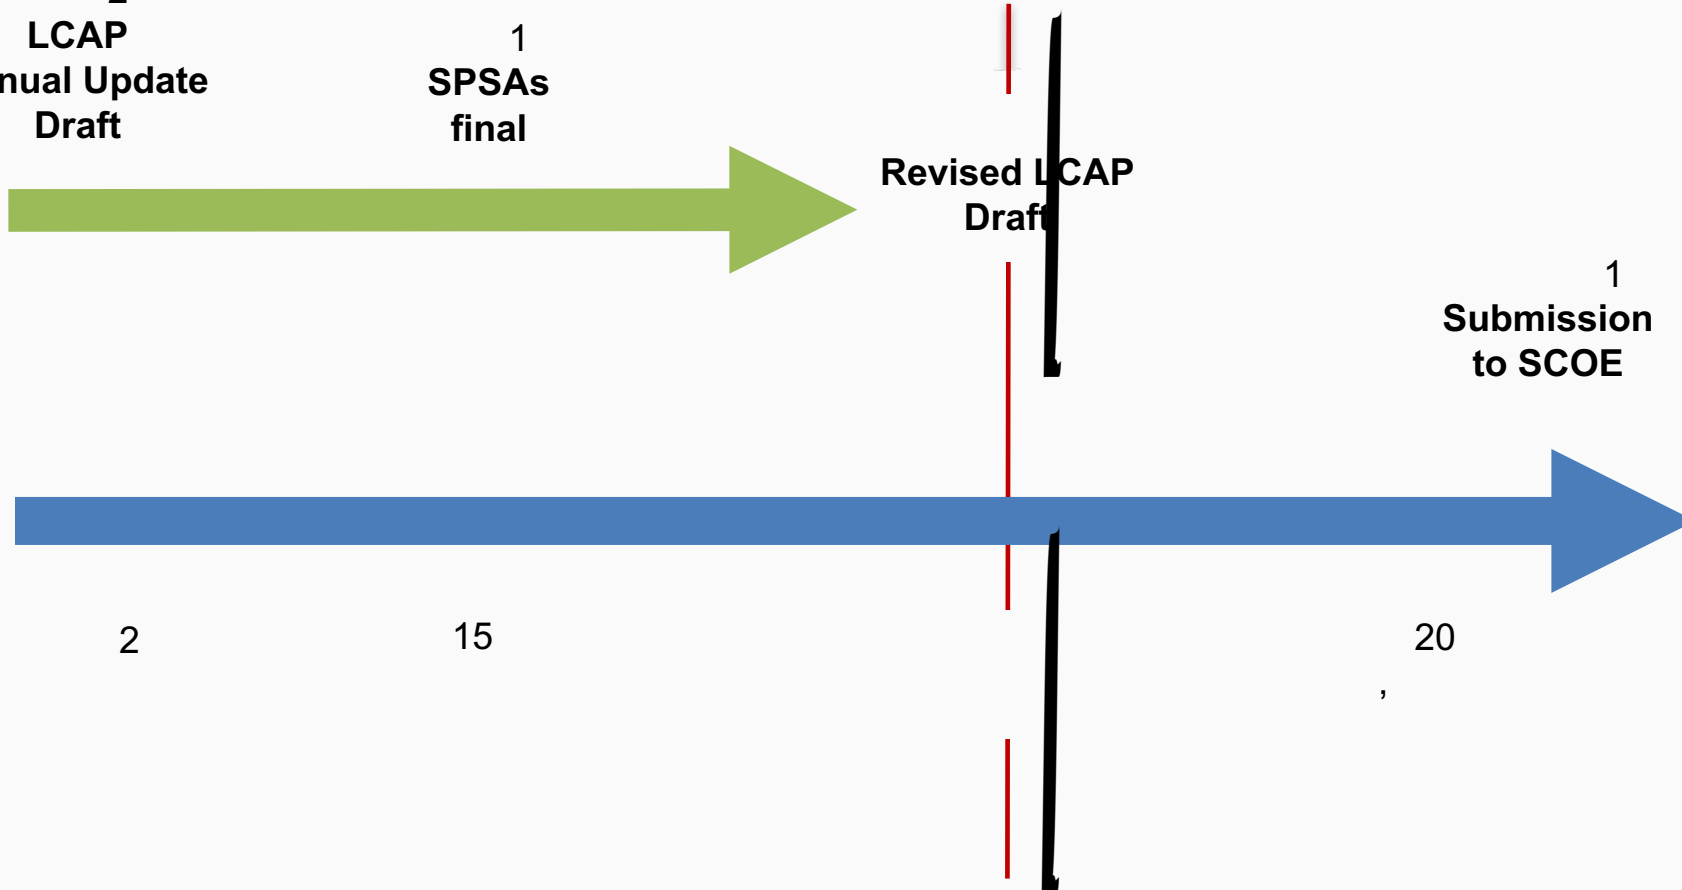 LCAP
nual Update
Draft
1
SPSAs
final
Revised LCAP
Draft
1
Submission
to SCOE
2
15
20
,